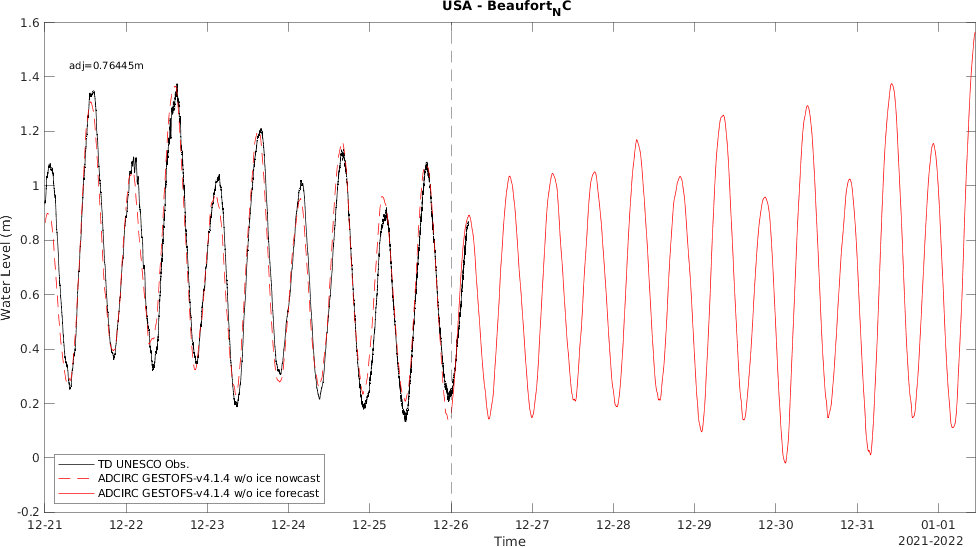 USA - Beaufort_NC
1.6
1.4
1.2
1
0.8
0.6
0.4
0.2
0
-0.2
Water Level (m)
adj=0.76445m
TD UNESCO Obs.
ADCIRC GESTOFS-v4.1.4 w/o ice nowcast
ADCIRC GESTOFS-v4.1.4 w/o ice forecast
12-21 12-22 12-23 12-24 12-25 12-26 12-27 12-28 12-29 12-30 12-31 01-01
Time
2021-2022